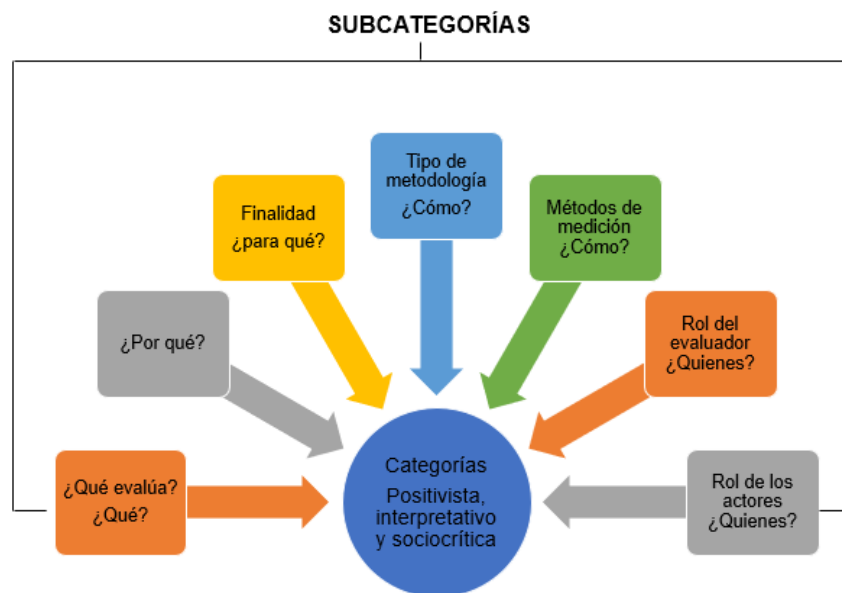 SUBCATEGORÍAS
Tipo de
metodología
¿Cómo?
Finalidad
¿para qué?
Métodos de
medición
¿Cómo?
¿Por qué?
Rol del
evaluador
¿Quienes?
¿Qué evalúa?
¿Qué?
Categorías
Positivista,
interpretativo
y sociocrítica
Rol de los
actores
¿Quienes?